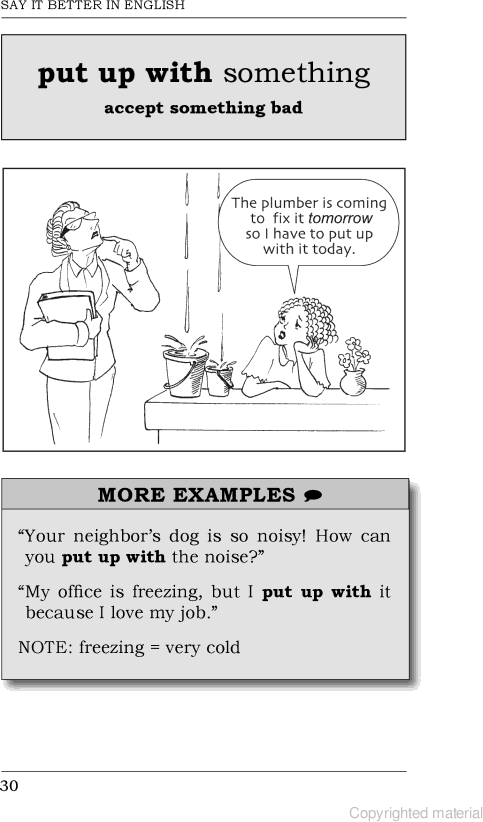 SAY IT BETTER IN ENGLISH
put up with something
accept something bad
The plumber is coming
to fix it tomorrow
so I have to put up
with it today.
MORE EXAMPLES
“Your neighbor’s dog is so noisy! How can
you put up with the noise?”
“My office is freezing, but I put up with it
because I love my job.”
NOTE: freezing = very cold
30
Copyrighted material